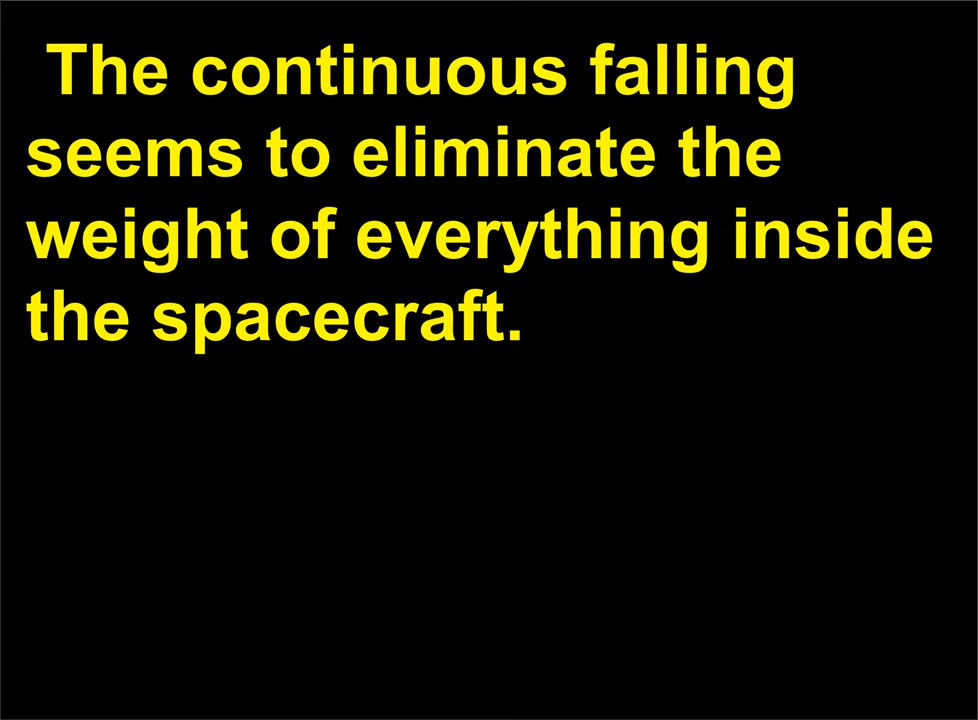 The continuous falling
seems to eliminate the
weight of everything inside
the spacecraft.